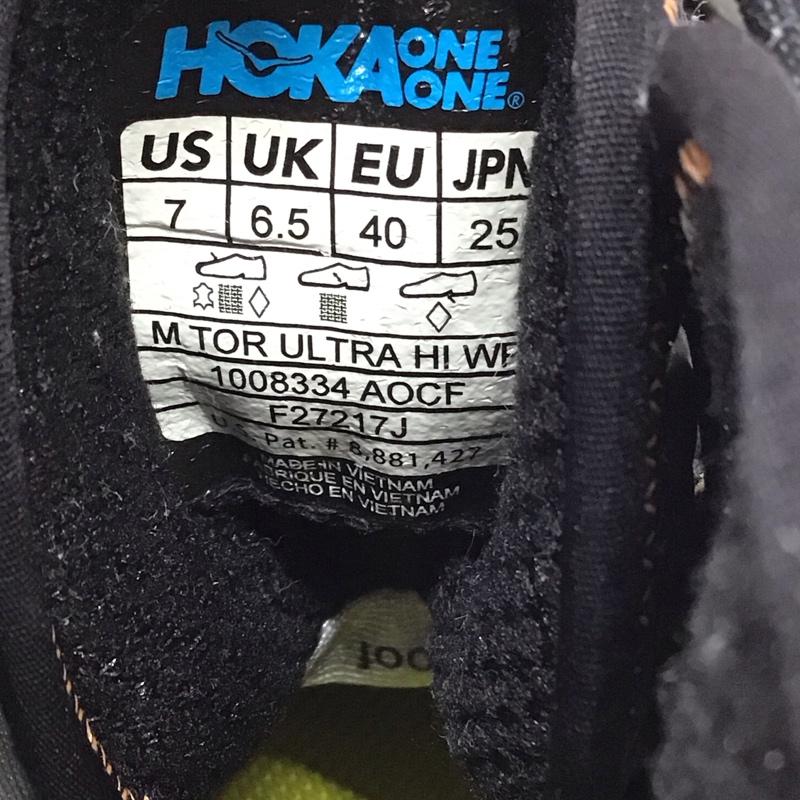 HOKA ONE ONE®
US UK EU JPN
7 6.5 40 25
M TOR ULTRA HI WP
1008334 AOCF
F27217J
U.S. Pat. # 8,881,427
MADE IN VIETNAM
FABRIQUE EN VIETNAM
HECHO EN VIETNAM